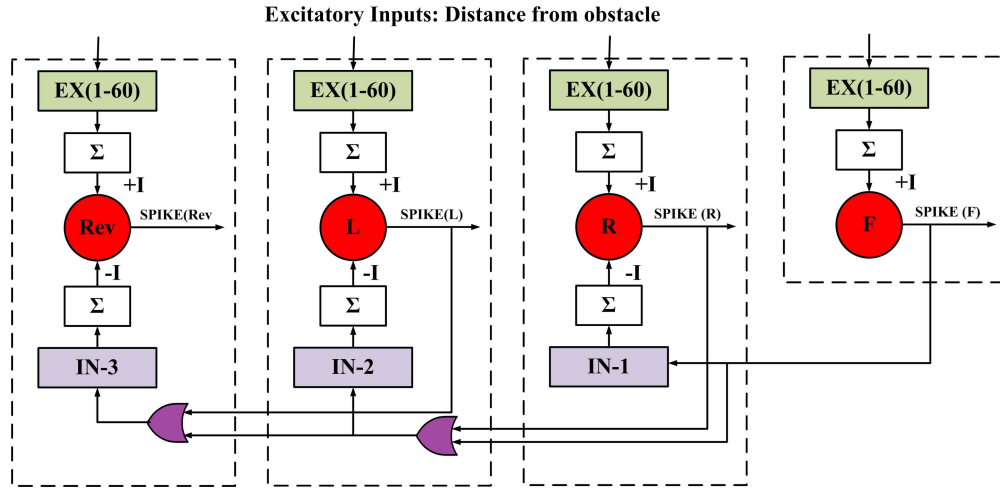 Excitatory Inputs: Distance from obstacle
EX(1-60) EX(1-60) EX(1-60) EX(1-60)
Σ Σ Σ Σ
+I +I +I +I
Rev SPIKE(Rev L SPIKE(L) R SPIKE (R) F SPIKE (F)
-I -I -I
Σ Σ Σ
IN-3 IN-2 IN-1